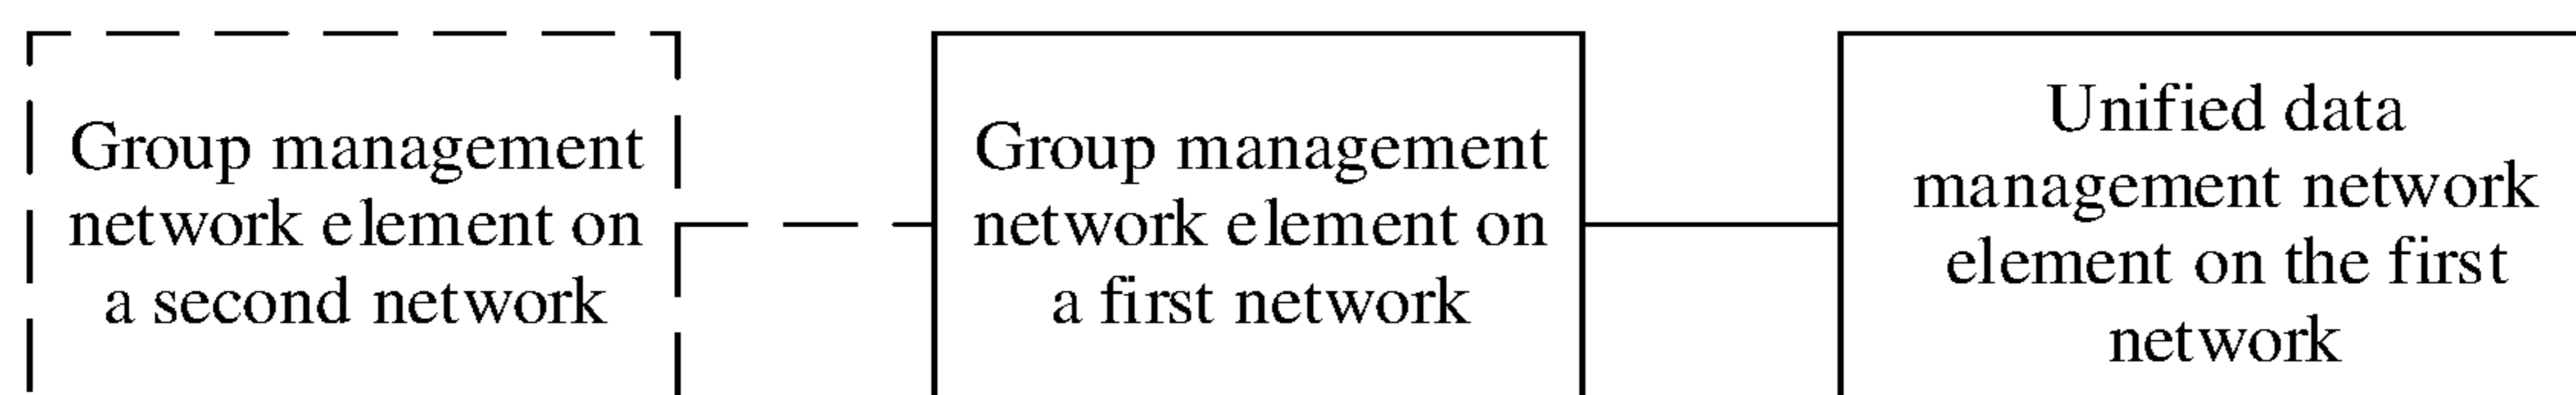 Group management
network element on
a second network
Group management
network element on
a first network
Unified data
management network
element on the first
network